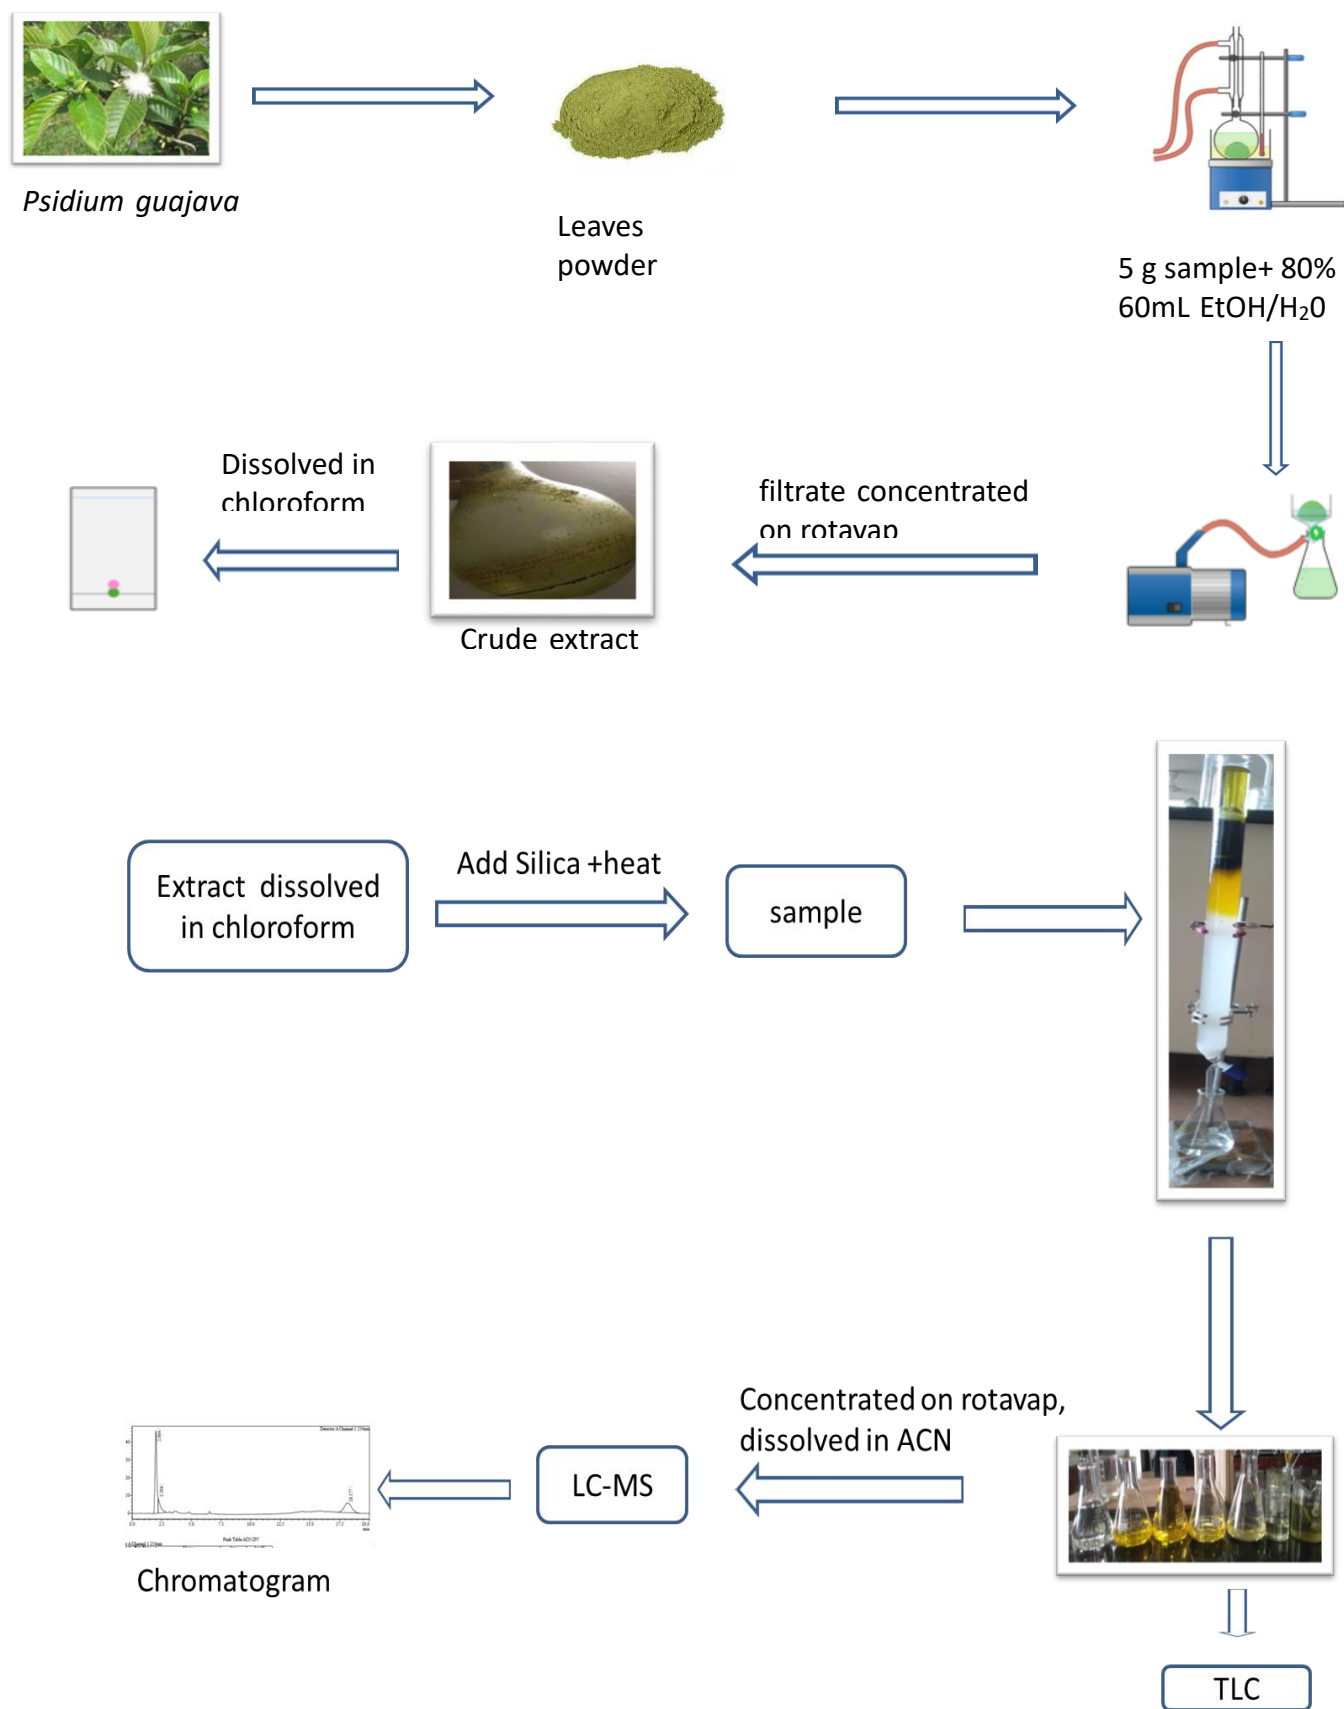 Psidium guajava
Leaves
powder
5 g sample+ 80%
60mL EtOH/H₂0
Dissolved in
chloroform
filtrate concentrated
on rotavap
Crude extract
Extract dissolved
in chloroform
Add Silica +heat
sample
Concentrated on rotavap,
dissolved in ACN
LC-MS
Chromatogram
TLC